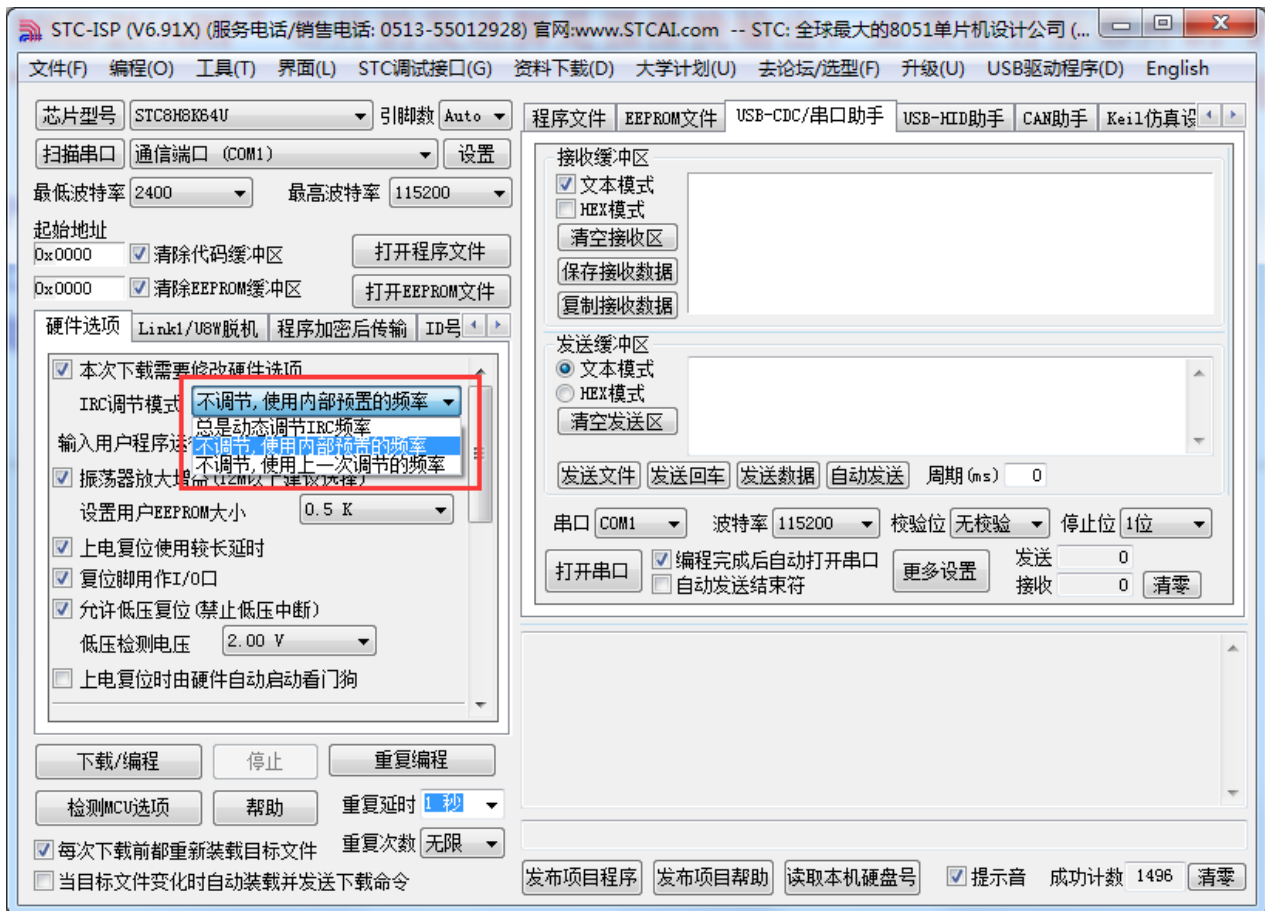 STC-ISP (V6.91X) (服务电话/销售电话: 0513-55012928) 官网:www.STCAI.com -- STC: 全球最大的8051单片机设计公司 (...
文件(F) 编程(O) 工具(T) 界面(L) STC调试接口(G) 资料下载(D) 大学计划(U) 去论坛/选型(F) 升级(U) USB驱动程序(D) English
芯片型号 STC8H8K64U 引脚数 Auto
扫描串口 通信端口 (COM1) 设置
最低波特率 2400 最高波特率 115200
起始地址
0x0000 清除代码缓冲区 打开程序文件
0x0000 清除EEPROM缓冲区 打开EEPROM文件
硬件选项 Link1/U8W脱机 程序加密后传输 ID号
本次下载需要修改硬件选项
IRC调节模式 不调节,使用内部预置的频率
总是动态调节IRC频率
输入用户程序运 不调节,使用内部预置的频率
不调节,使用上一次调节的频率
振荡器放大增益(12M以上建议选择)
设置用户EEPROM大小 0.5 K
上电复位使用较长延时
复位脚用作I/O口
允许低压复位(禁止低压中断)
低压检测电压 2.00 V
上电复位时由硬件自动启动看门狗
下载/编程 停止 重复编程
检测MCU选项 帮助 重复延时 1 秒
每次下载前都重新装载目标文件 重复次数 无限
当目标文件变化时自动装载并发送下载命令
程序文件 EEPROM文件 USB-CDC/串口助手 USB-HID助手 CAN助手 Keil仿真设
接收缓冲区
文本模式
HEX模式
清空接收区
保存接收数据
复制接收数据
发送缓冲区
文本模式
HEX模式
清空发送区
发送文件 发送回车 发送数据 自动发送 周期(ms) 0
串口 COM1 波特率 115200 校验位 无校验 停止位 1位
打开串口 编程完成后自动打开串口 更多设置 发送 0
自动发送结束符 接收 0 清零
发布项目程序 发布项目帮助 读取本机硬盘号 提示音 成功计数 1496 清零